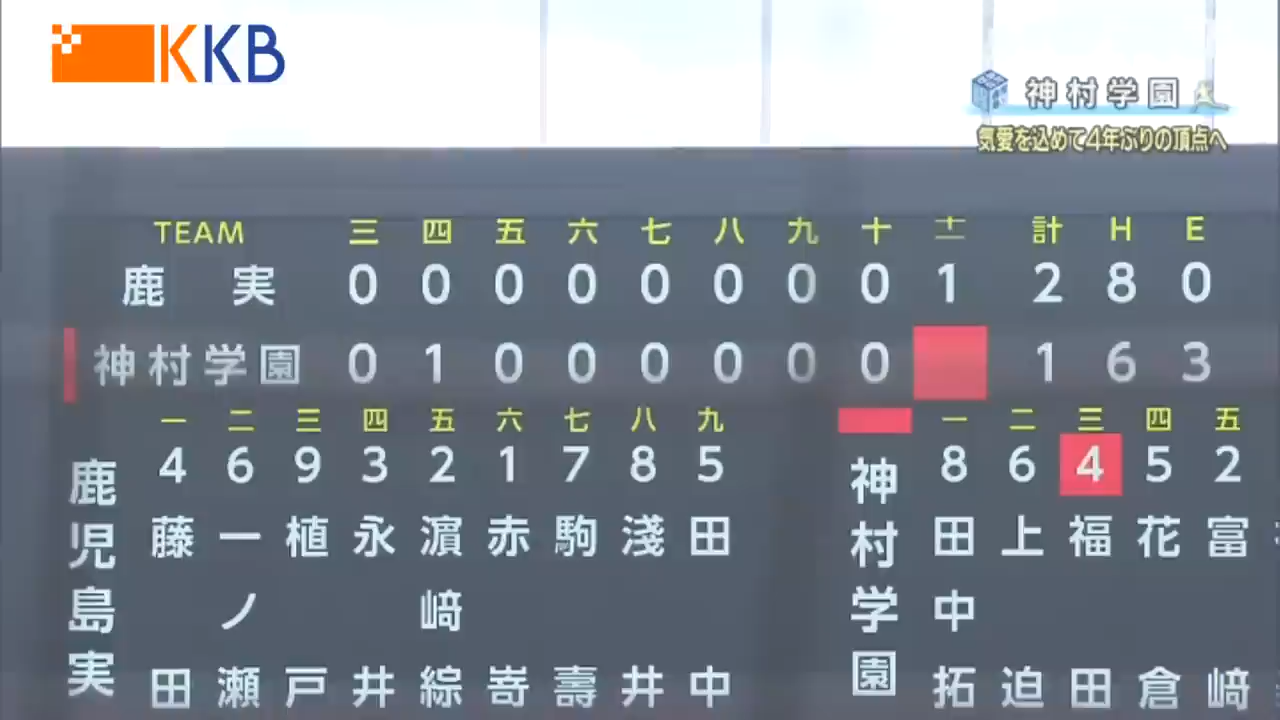 KKB
神村学園
気愛を込めて4年ぶりの頂点へ
TEAM 三 四 五 六 七 八 九 十 十一 計 H E
鹿 実 0 0 0 0 0 0 0 0 1 2 8 0
神村学園 0 1 0 0 0 0 0 0 1 6 3
一 二 三 四 五 六 七 八 九
4 6 9 3 2 1 7 8 5
鹿児島実
藤田
一ノ瀬
植戸
永井
濵﨑綜
赤嵜
駒壽
淺井
田中
一 二 三 四 五
8 6 4 5 2
神村学園
田中拓
上迫
福田
花倉
富﨑